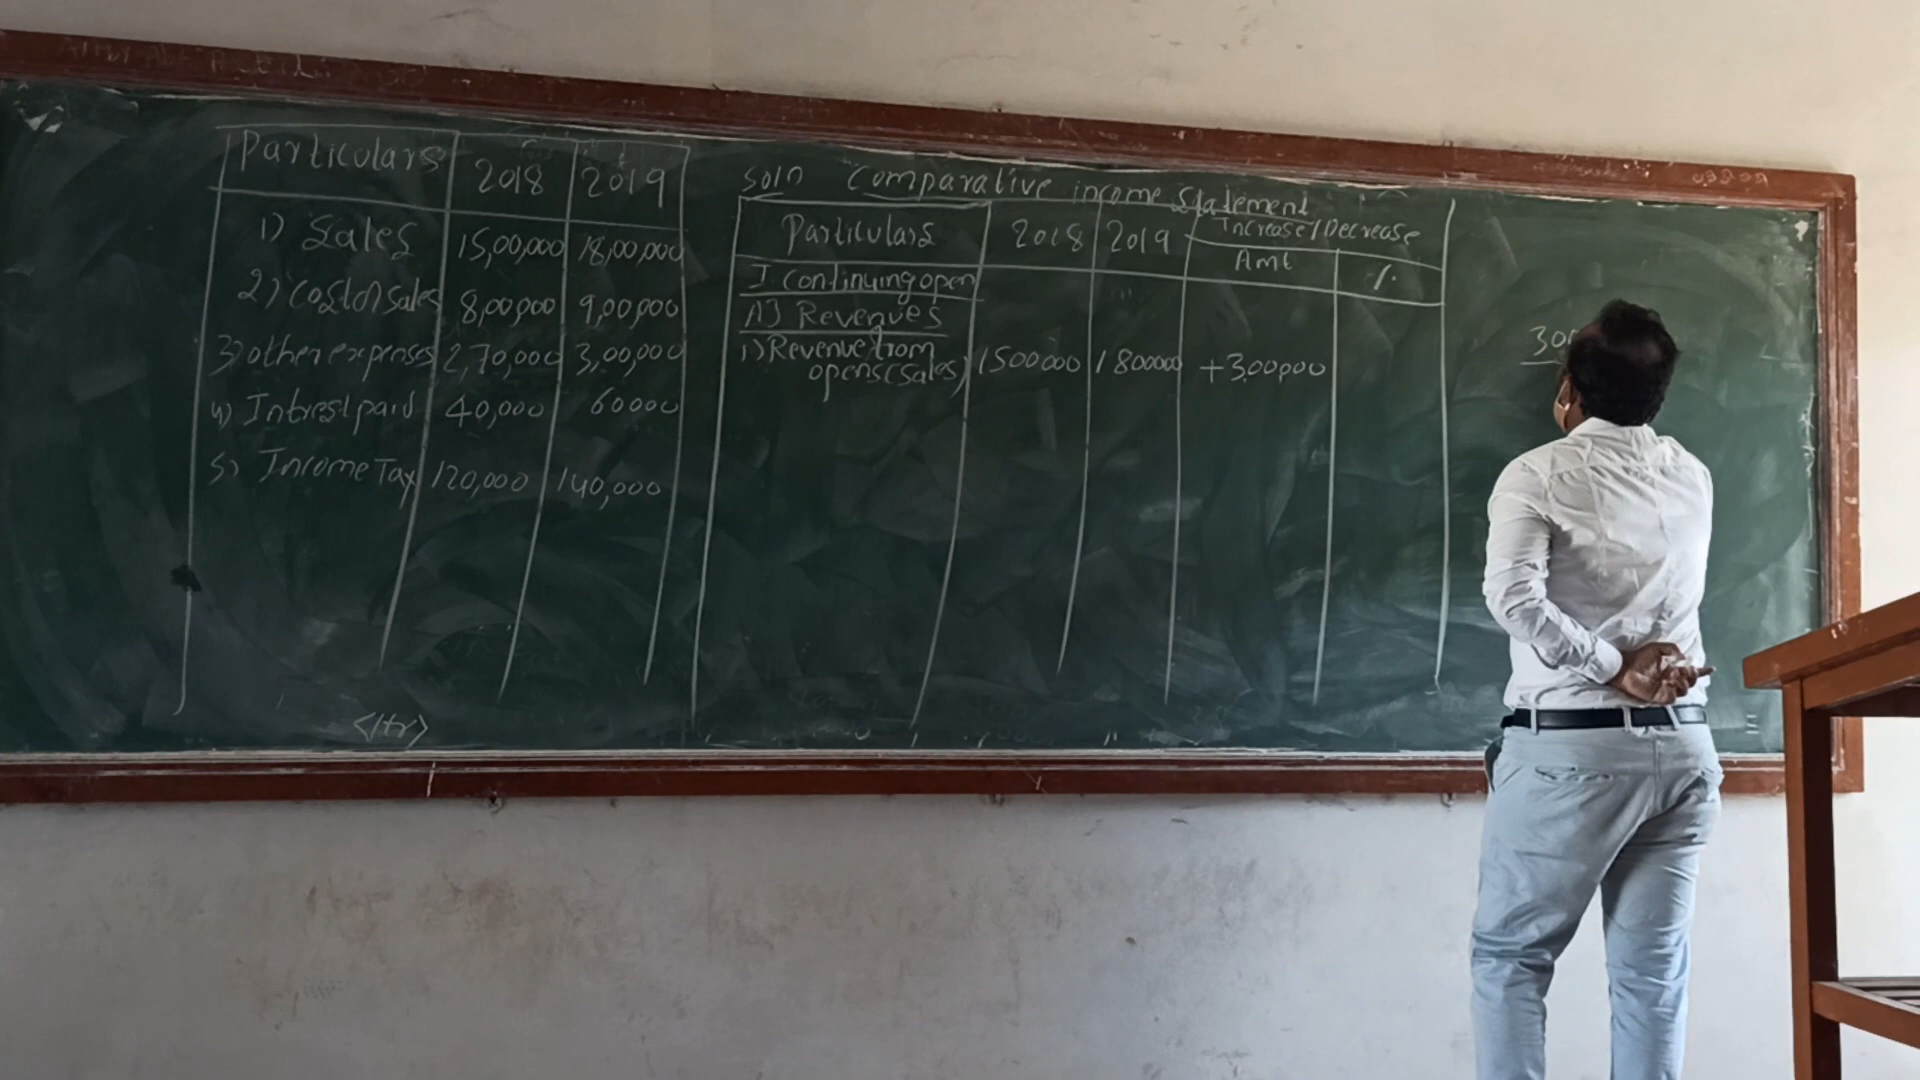 Particulars 2018 2019
1) Sales 15,00,000 18,00,000
2) Cost of Sales 8,00,000 9,00,000
3) other expenses 2,70,000 3,00,000
4) Intrest paid 40,000 60000
5) Income Tax 120,000 140,000
</tr>
Soln Comparative income Statement
Particulars 2018 2019 Increase/Decrease
Amt %
I. Continuing open
A] Revenues
1) Revenue from
opens(sales) 1500000 1800000 +3,00,000